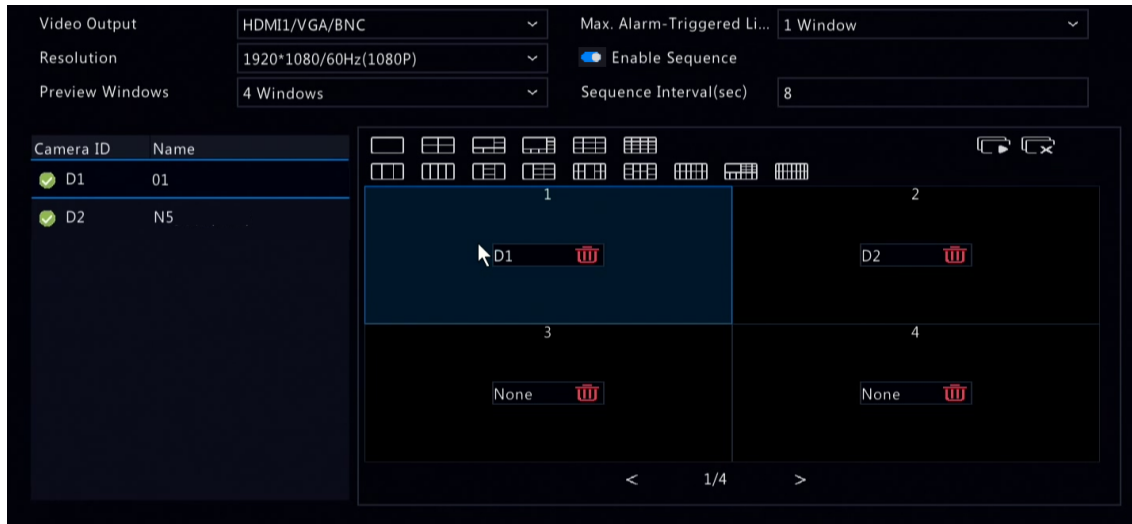 Video Output HDMI1/VGA/BNC Max. Alarm-Triggered Li... 1 Window
Resolution 1920*1080/60Hz(1080P) Enable Sequence
Preview Windows 4 Windows Sequence Interval(sec) 8
Camera ID Name
D1 01
D2 N5
1 2
D1 D2
3 4
None None
< 1/4 >